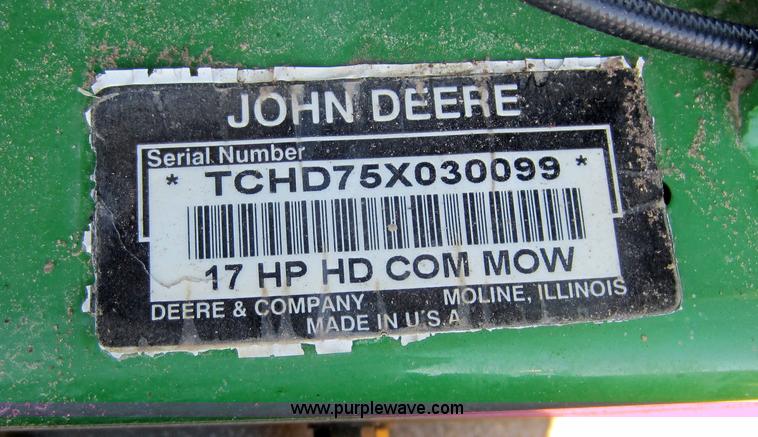 JOHN DEERE
Serial Number
* TCHD75X030099 *
17 HP HD COM MOW
DEERE & COMPANY MOLINE, ILLINOIS
MADE IN U.S.A
www.purplewave.com